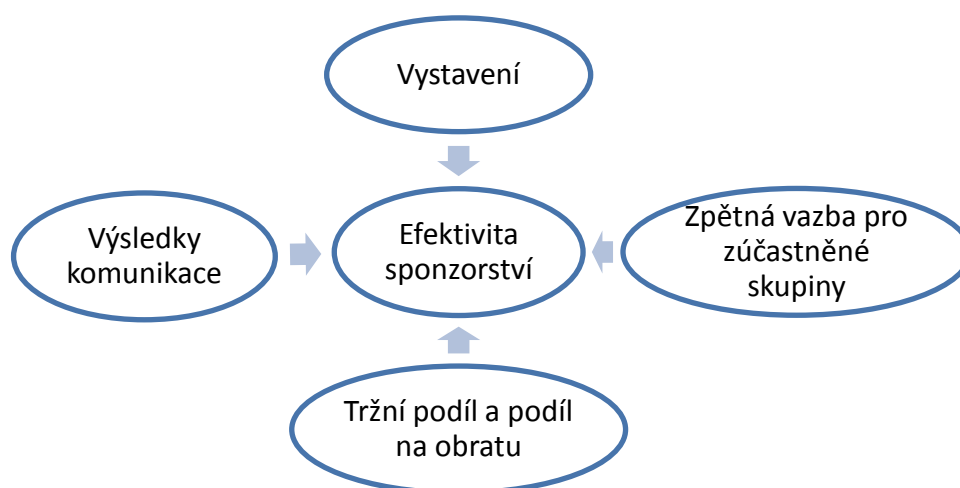 Vystavení
Výsledky
komunikace
Efektivita
sponzorství
Zpětná vazba pro
zúčastněné
skupiny
Tržní podíl a podíl
na obratu